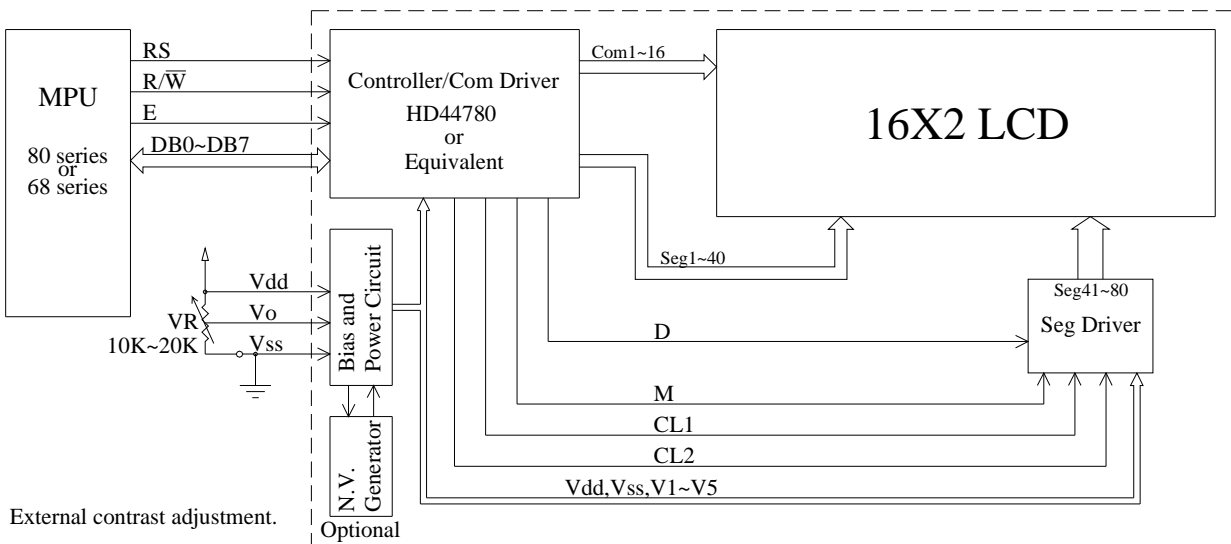 MPU
80 series
or
68 series
RS
R/W̅
E
DB0~DB7
Controller/Com Driver
HD44780
or
Equivalent
Com1~16
16X2 LCD
Seg1~40
Seg41~80
Seg Driver
Vdd
Vo
Vss
VR
10K~20K
Bias and
Power Circuit
N.V.
Generator
Optional
D
M
CL1
CL2
Vdd,Vss,V1~V5
External contrast adjustment.